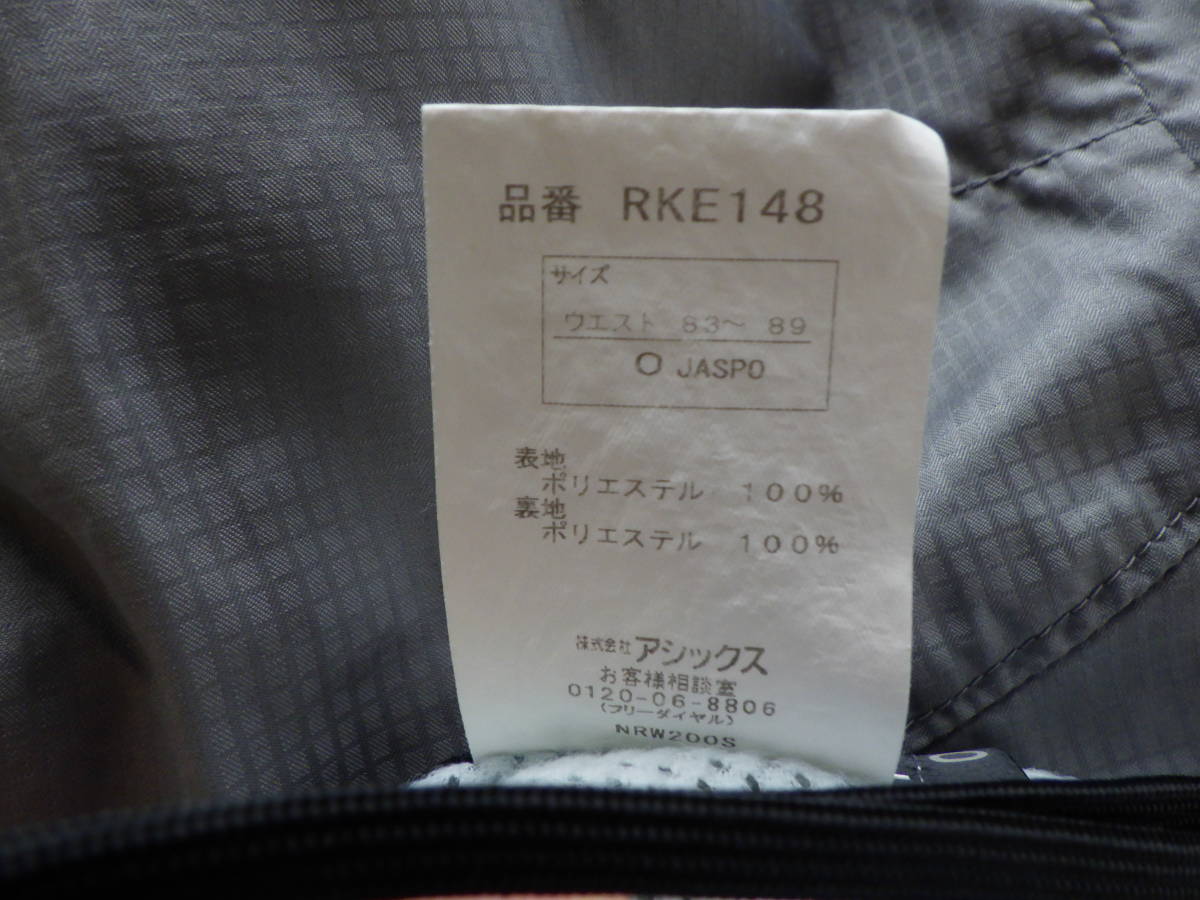 品番 RKE148
サイズ
ウエスト 83〜 89
O JASPO
表地
ポリエステル 100%
裏地
ポリエステル 100%
株式会社アシックス
お客様相談室
0120-06-8806
(フリーダイヤル)
NRW200S